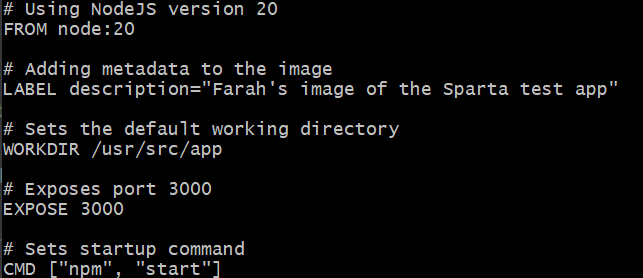 # Using NodeJS version 20
FROM node:20
# Adding metadata to the image
LABEL description="Farah's image of the Sparta test app"
# Sets the default working directory
WORKDIR /usr/src/app
# Exposes port 3000
EXPOSE 3000
# Sets startup command
CMD ["npm", "start"]